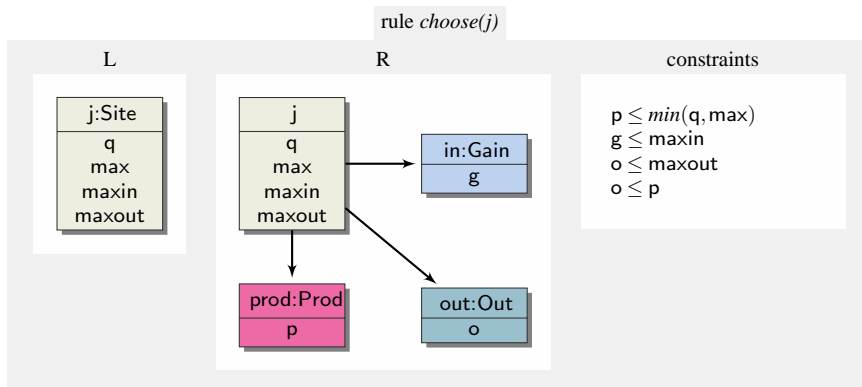 rule choose(j)
L
R
constraints
j:Site
q
max
maxin
maxout
j
q
max
maxin
maxout
in:Gain
g
prod:Prod
p
out:Out
o
p ≤ min(q,max)
g ≤ maxin
o ≤ maxout
o ≤ p